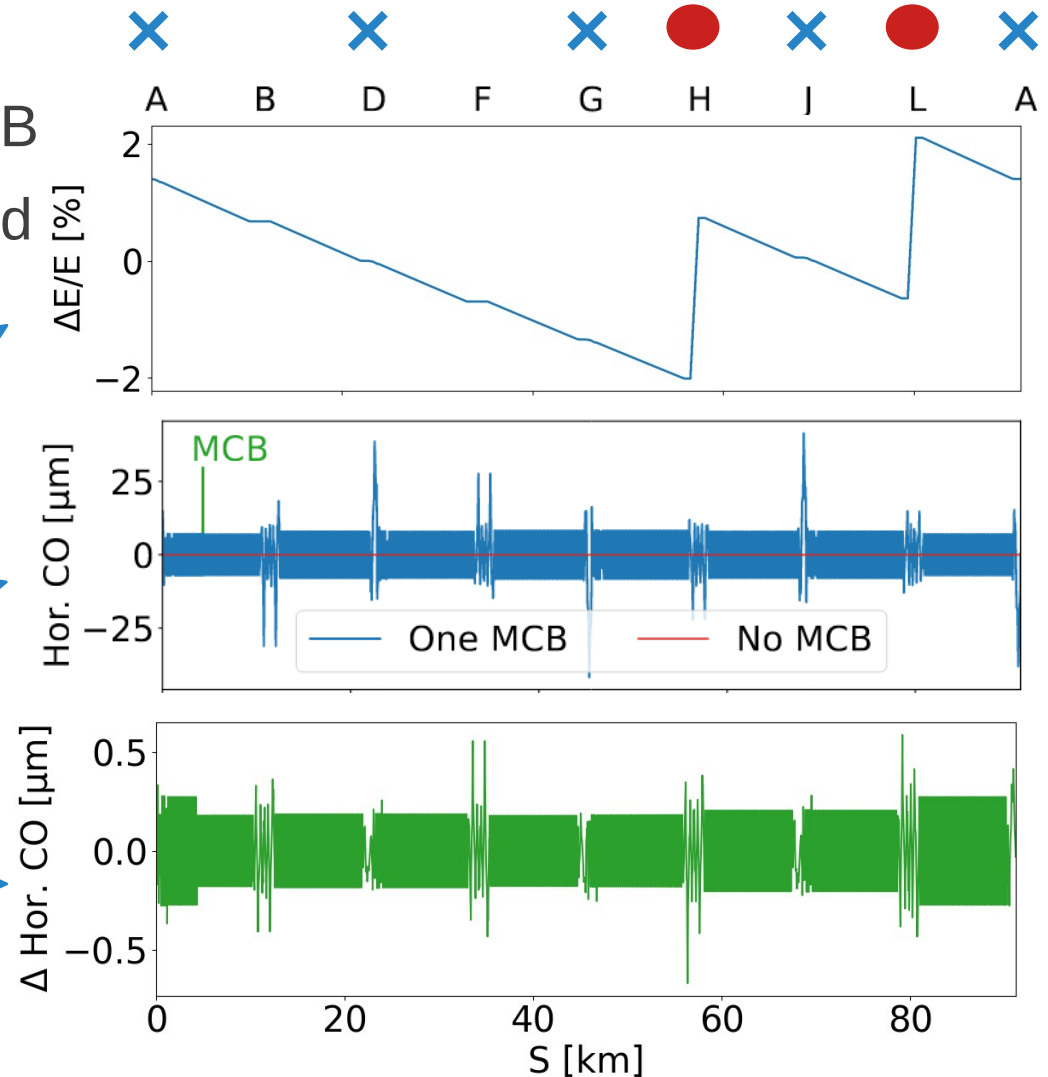 A B D F G H J L A
B
d
ΔE/E [%]
2
0
−2
Hor. CO [μm]
MCB
25
0
−25
One MCB No MCB
Δ Hor. CO [μm]
0.5
0.0
−0.5
0 20 40 60 80
S [km]